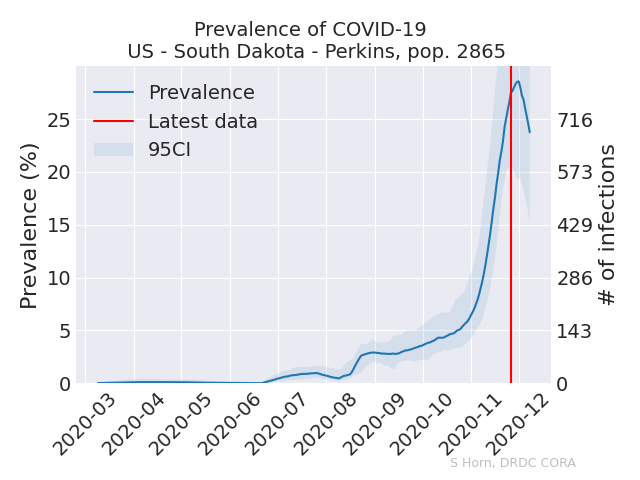 Prevalence of COVID-19
US - South Dakota - Perkins, pop. 2865
Prevalence
Latest data
95CI
Prevalence (%)
25
20
15
10
5
0
716
573
429
286
143
0
# of infections
2020-03
2020-04
2020-05
2020-06
2020-07
2020-08
2020-09
2020-10
2020-11
2020-12
S Horn, DRDC CORA